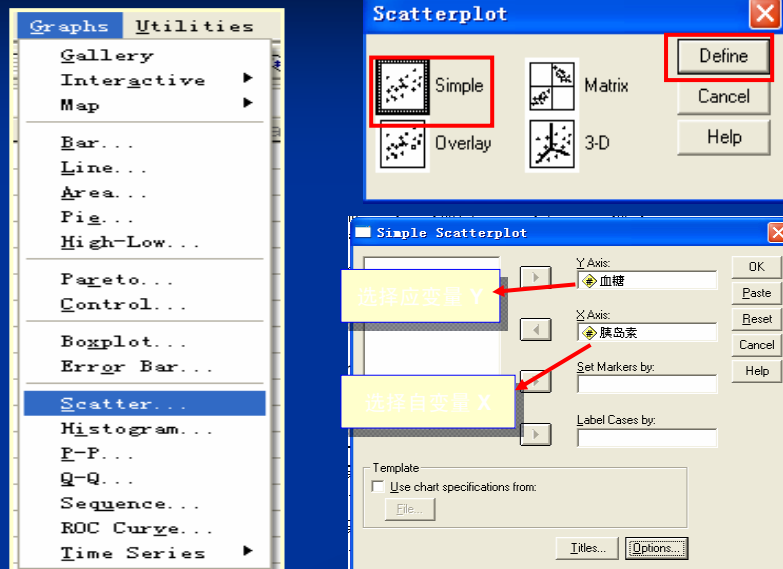 Graphs Utilities
Gallery
Interactive
Map
Bar...
Line...
Area...
Pie...
High-Low...
Pareto...
Control...
Boxplot...
Error Bar...
Scatter...
Histogram...
P-P...
Q-Q...
Sequence...
ROC Curve...
Time Series
Scatterplot
Simple
Matrix
Overlay
3-D
Define
Cancel
Help
Simple Scatterplot
选择应变量 Y
选择自变量 X
Y Axis:
血糖
X Axis:
胰岛素
Set Markers by:
Label Cases by:
OK
Paste
Reset
Cancel
Help
Template
Use chart specifications from:
File...
Titles...
Options...